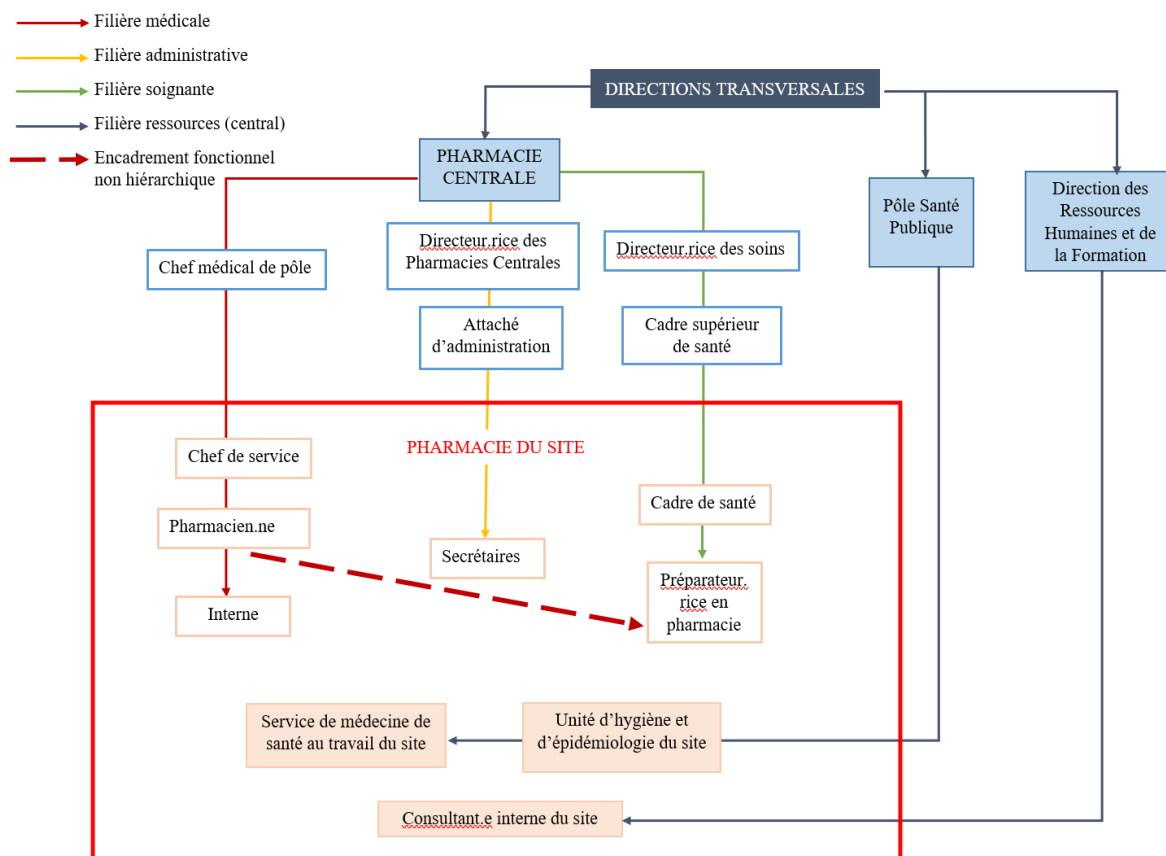 Filière médicale
Filière administrative
Filière soignante
Filière ressources (central)
Encadrement fonctionnel
non hiérarchique
DIRECTIONS TRANSVERSALES
PHARMACIE
CENTRALE
Pôle Santé
Publique
Direction des
Ressources
Humaines et de
la Formation
Chef médical de pôle
Directeur.rice des
Pharmacies Centrales
Directeur.rice des soins
Attaché
d’administration
Cadre supérieur
de santé
PHARMACIE DU SITE
Chef de service
Cadre de santé
Pharmacien.ne
Secrétaires
Interne
Préparateur.
rice en
pharmacie
Service de médecine de
santé au travail du site
Unité d’hygiène et
d’épidémiologie du site
Consultant.e interne du site